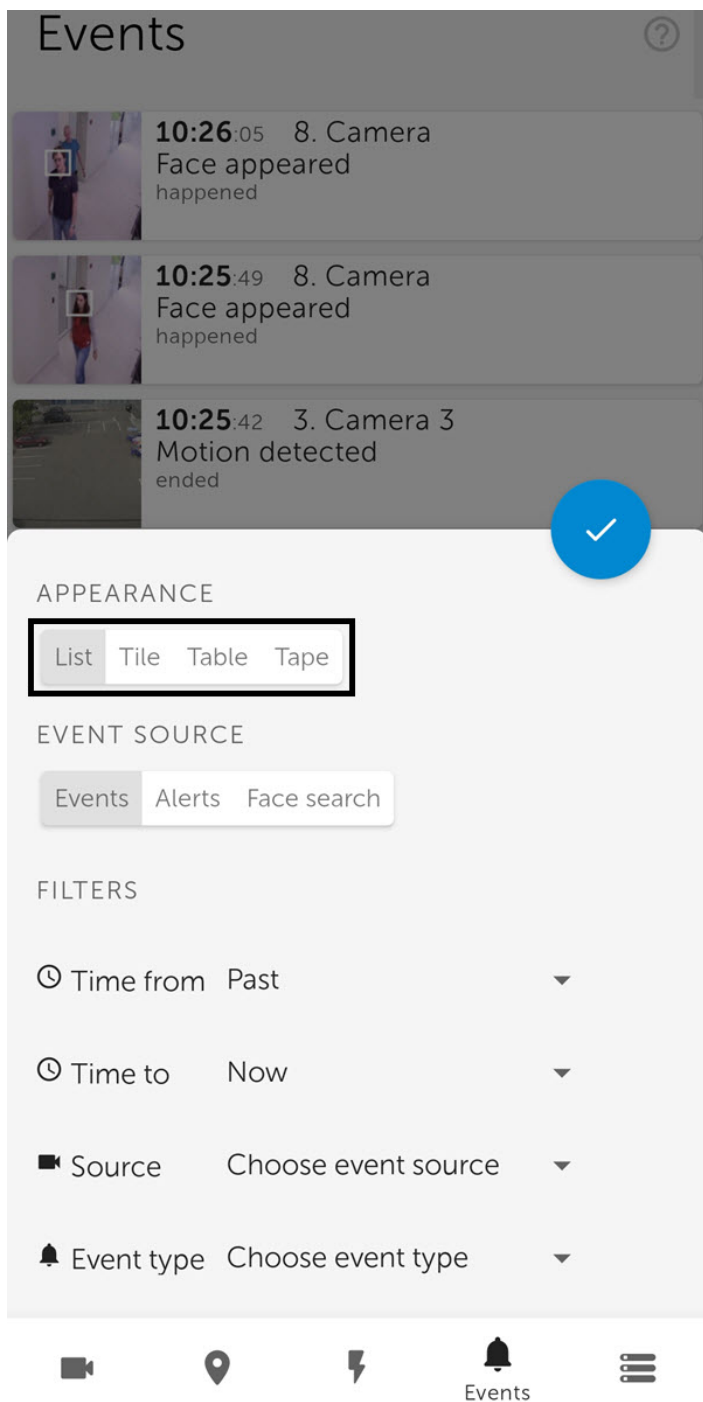 Events
10:26:05 8. Camera
Face appeared
happened
10:25:49 8. Camera
Face appeared
happened
10:25:42 3. Camera 3
Motion detected
ended
APPEARANCE
List Tile Table Tape
EVENT SOURCE
Events Alerts Face search
FILTERS
Time from Past
Time to Now
Source Choose event source
Event type Choose event type
Events